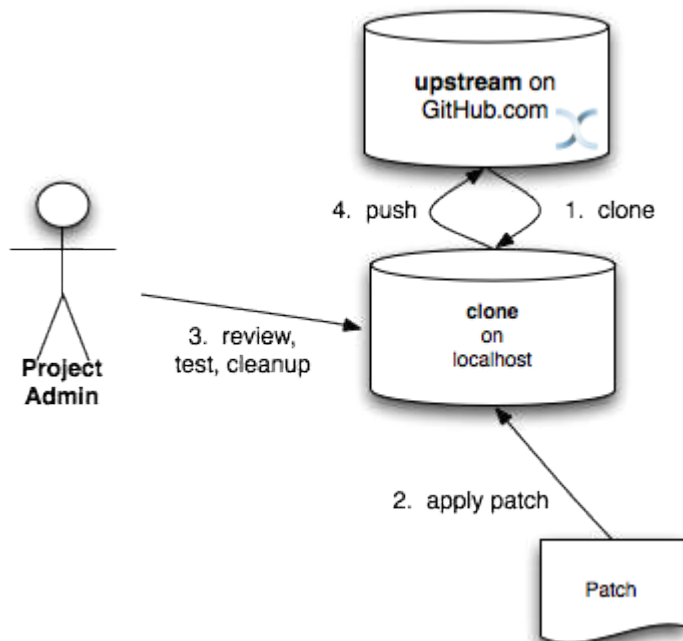 upstream on
GitHub.com
4. push
1. clone
clone
on
localhost
3. review,
test, cleanup
Project
Admin
2. apply patch
Patch